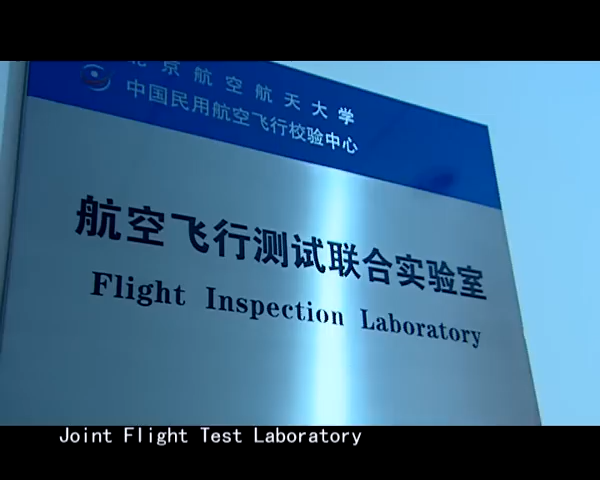 北京航空航天大学
中国民用航空飞行校验中心
航空飞行测试联合实验室
Flight Inspection Laboratory
Joint Flight Test Laboratory